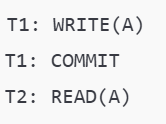 T1: WRITE(A)
T1: COMMIT
T2: READ(A)